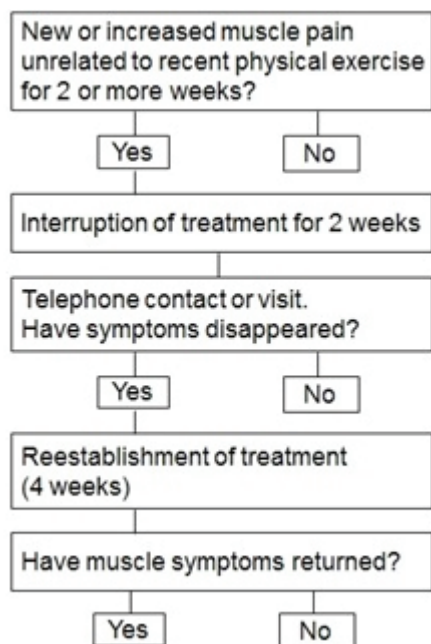 New or increased muscle pain
unrelated to recent physical exercise
for 2 or more weeks?
Yes
No
Interruption of treatment for 2 weeks
Telephone contact or visit.
Have symptoms disappeared?
Yes
No
Reestablishment of treatment
(4 weeks)
Have muscle symptoms returned?
Yes
No